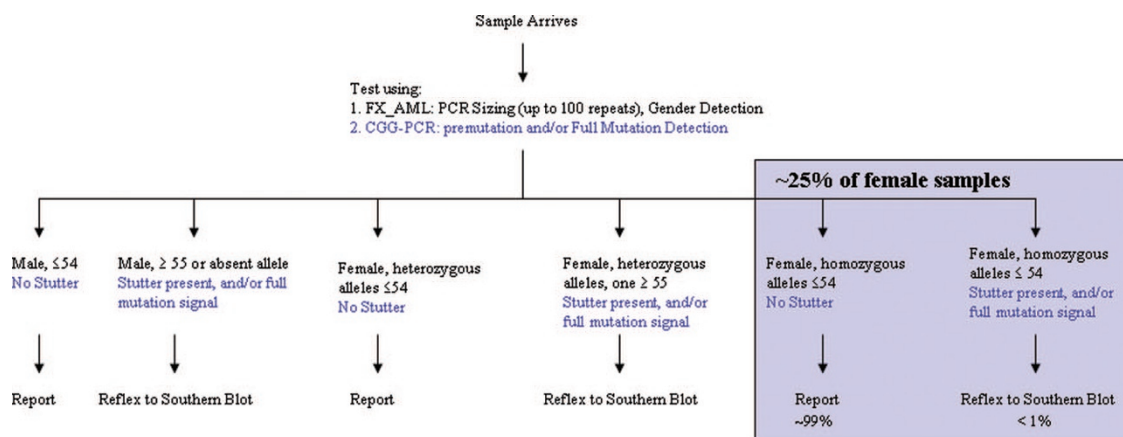 Sample Arrives
Test using:
1. FX_AML: PCR Sizing (up to 100 repeats), Gender Detection
2. CGG-PCR: premutation and/or Full Mutation Detection
~25% of female samples
Male, ≤54
No Stutter
Male, ≥ 55 or absent allele
Stutter present, and/or full
mutation signal
Female, heterozygous
alleles ≤54
No Stutter
Female, heterozygous
alleles, one ≥ 55
Stutter present, and/or
full mutation signal
Female, homozygous
alleles ≤54
No Stutter
Female, homozygous
alleles ≤ 54
Stutter present, and/or
full mutation signal
Report
Reflex to Southern Blot
Report
Reflex to Southern Blot
Report
~99%
Reflex to Southern Blot
< 1%